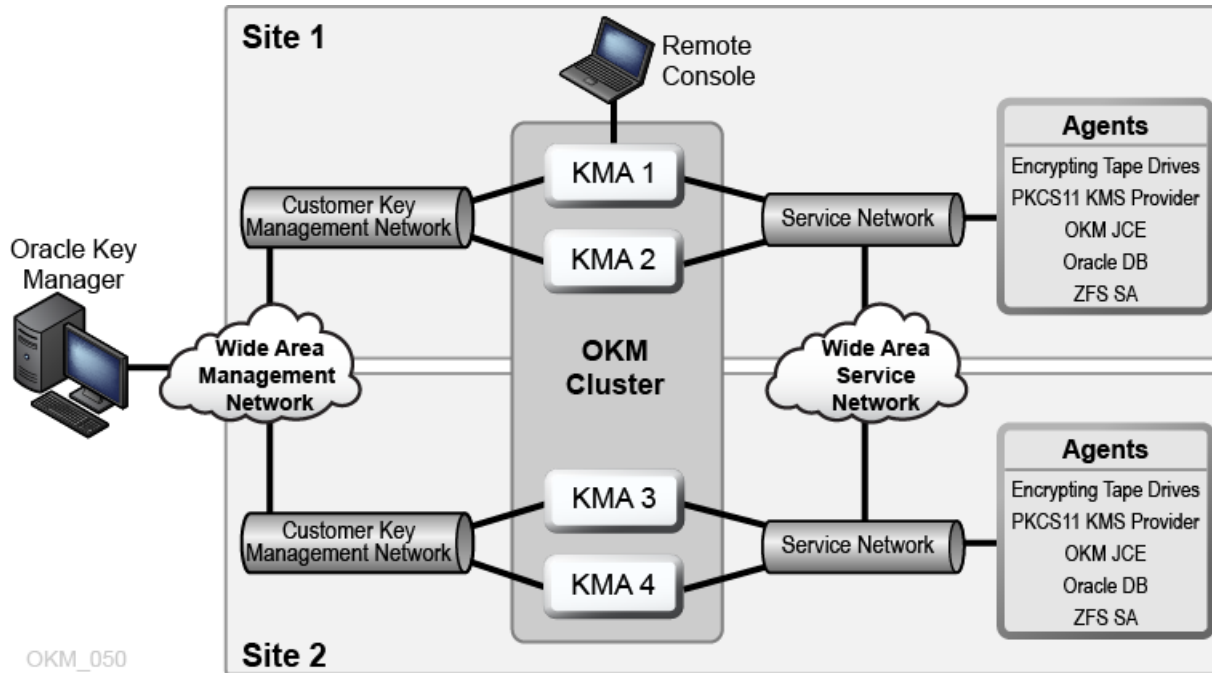 Site 1
Remote
Console
Agents
Encrypting Tape Drives
PKCS11 KMS Provider
OKM JCE
Oracle DB
ZFS SA
KMA 1
Customer Key
Management Network
Service Network
KMA 2
Oracle Key
Manager
Wide Area
Management
Network
OKM
Cluster
Wide Area
Service
Network
Agents
Encrypting Tape Drives
PKCS11 KMS Provider
OKM JCE
Oracle DB
ZFS SA
KMA 3
Customer Key
Management Network
Service Network
KMA 4
Site 2
OKM_050